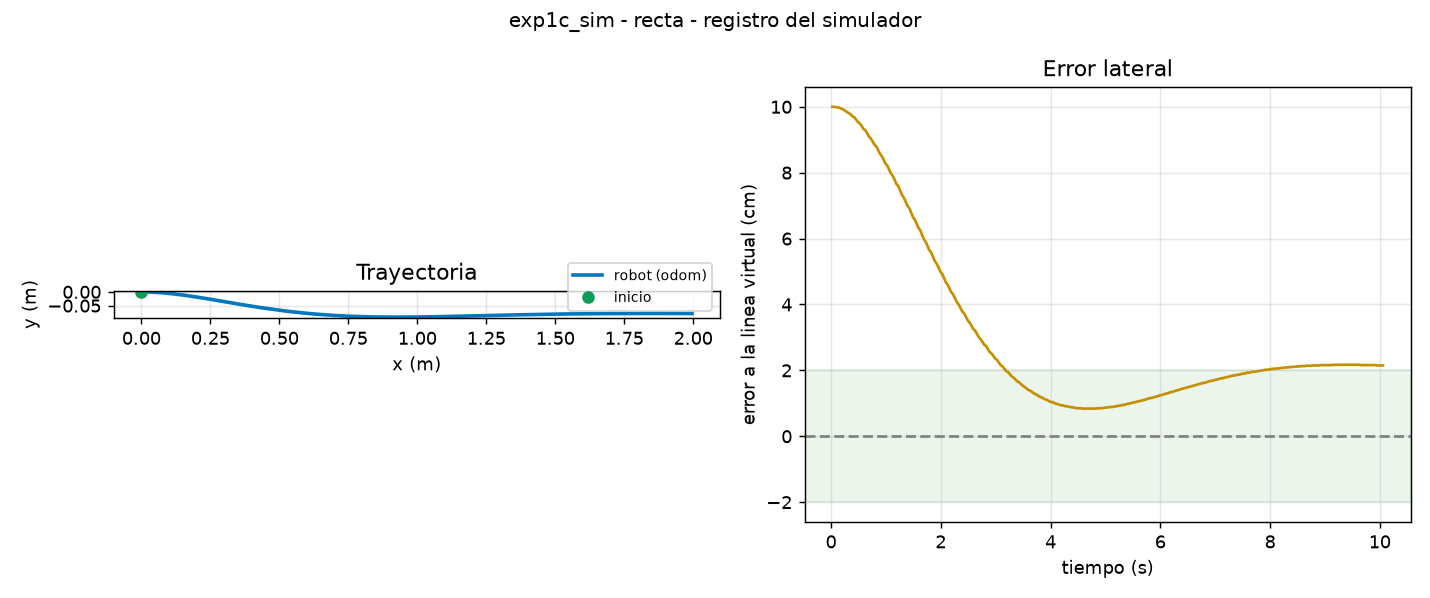 exp1c_sim - recta - registro del simulador
Trayectoria
y (m)
0.00
−0.05
robot (odom)
inicio
0.00 0.25 0.50 0.75 1.00 1.25 1.50 1.75 2.00
x (m)
Error lateral
error a la linea virtual (cm)
10
8
6
4
2
0
−2
0 2 4 6 8 10
tiempo (s)